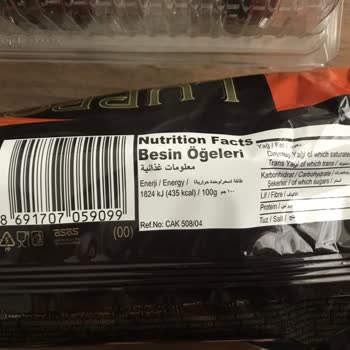 LUPPO
Nutrition Facts
Besin Öğeleri
معلومات غذائية
Enerji / Energy /
1824 kJ (435 kcal) / 100g
Ref.No: CAK 508/04
Yağ / Fat /
Doymuş Yağ / of which saturate
Trans Yağ / of which trans /
Karbonhidrat / Carbohydrate /
Şekerler / of which sugars /
Lif / Fibre /
Protein /
Tuz / Salt /
8 691707 059099
(00)